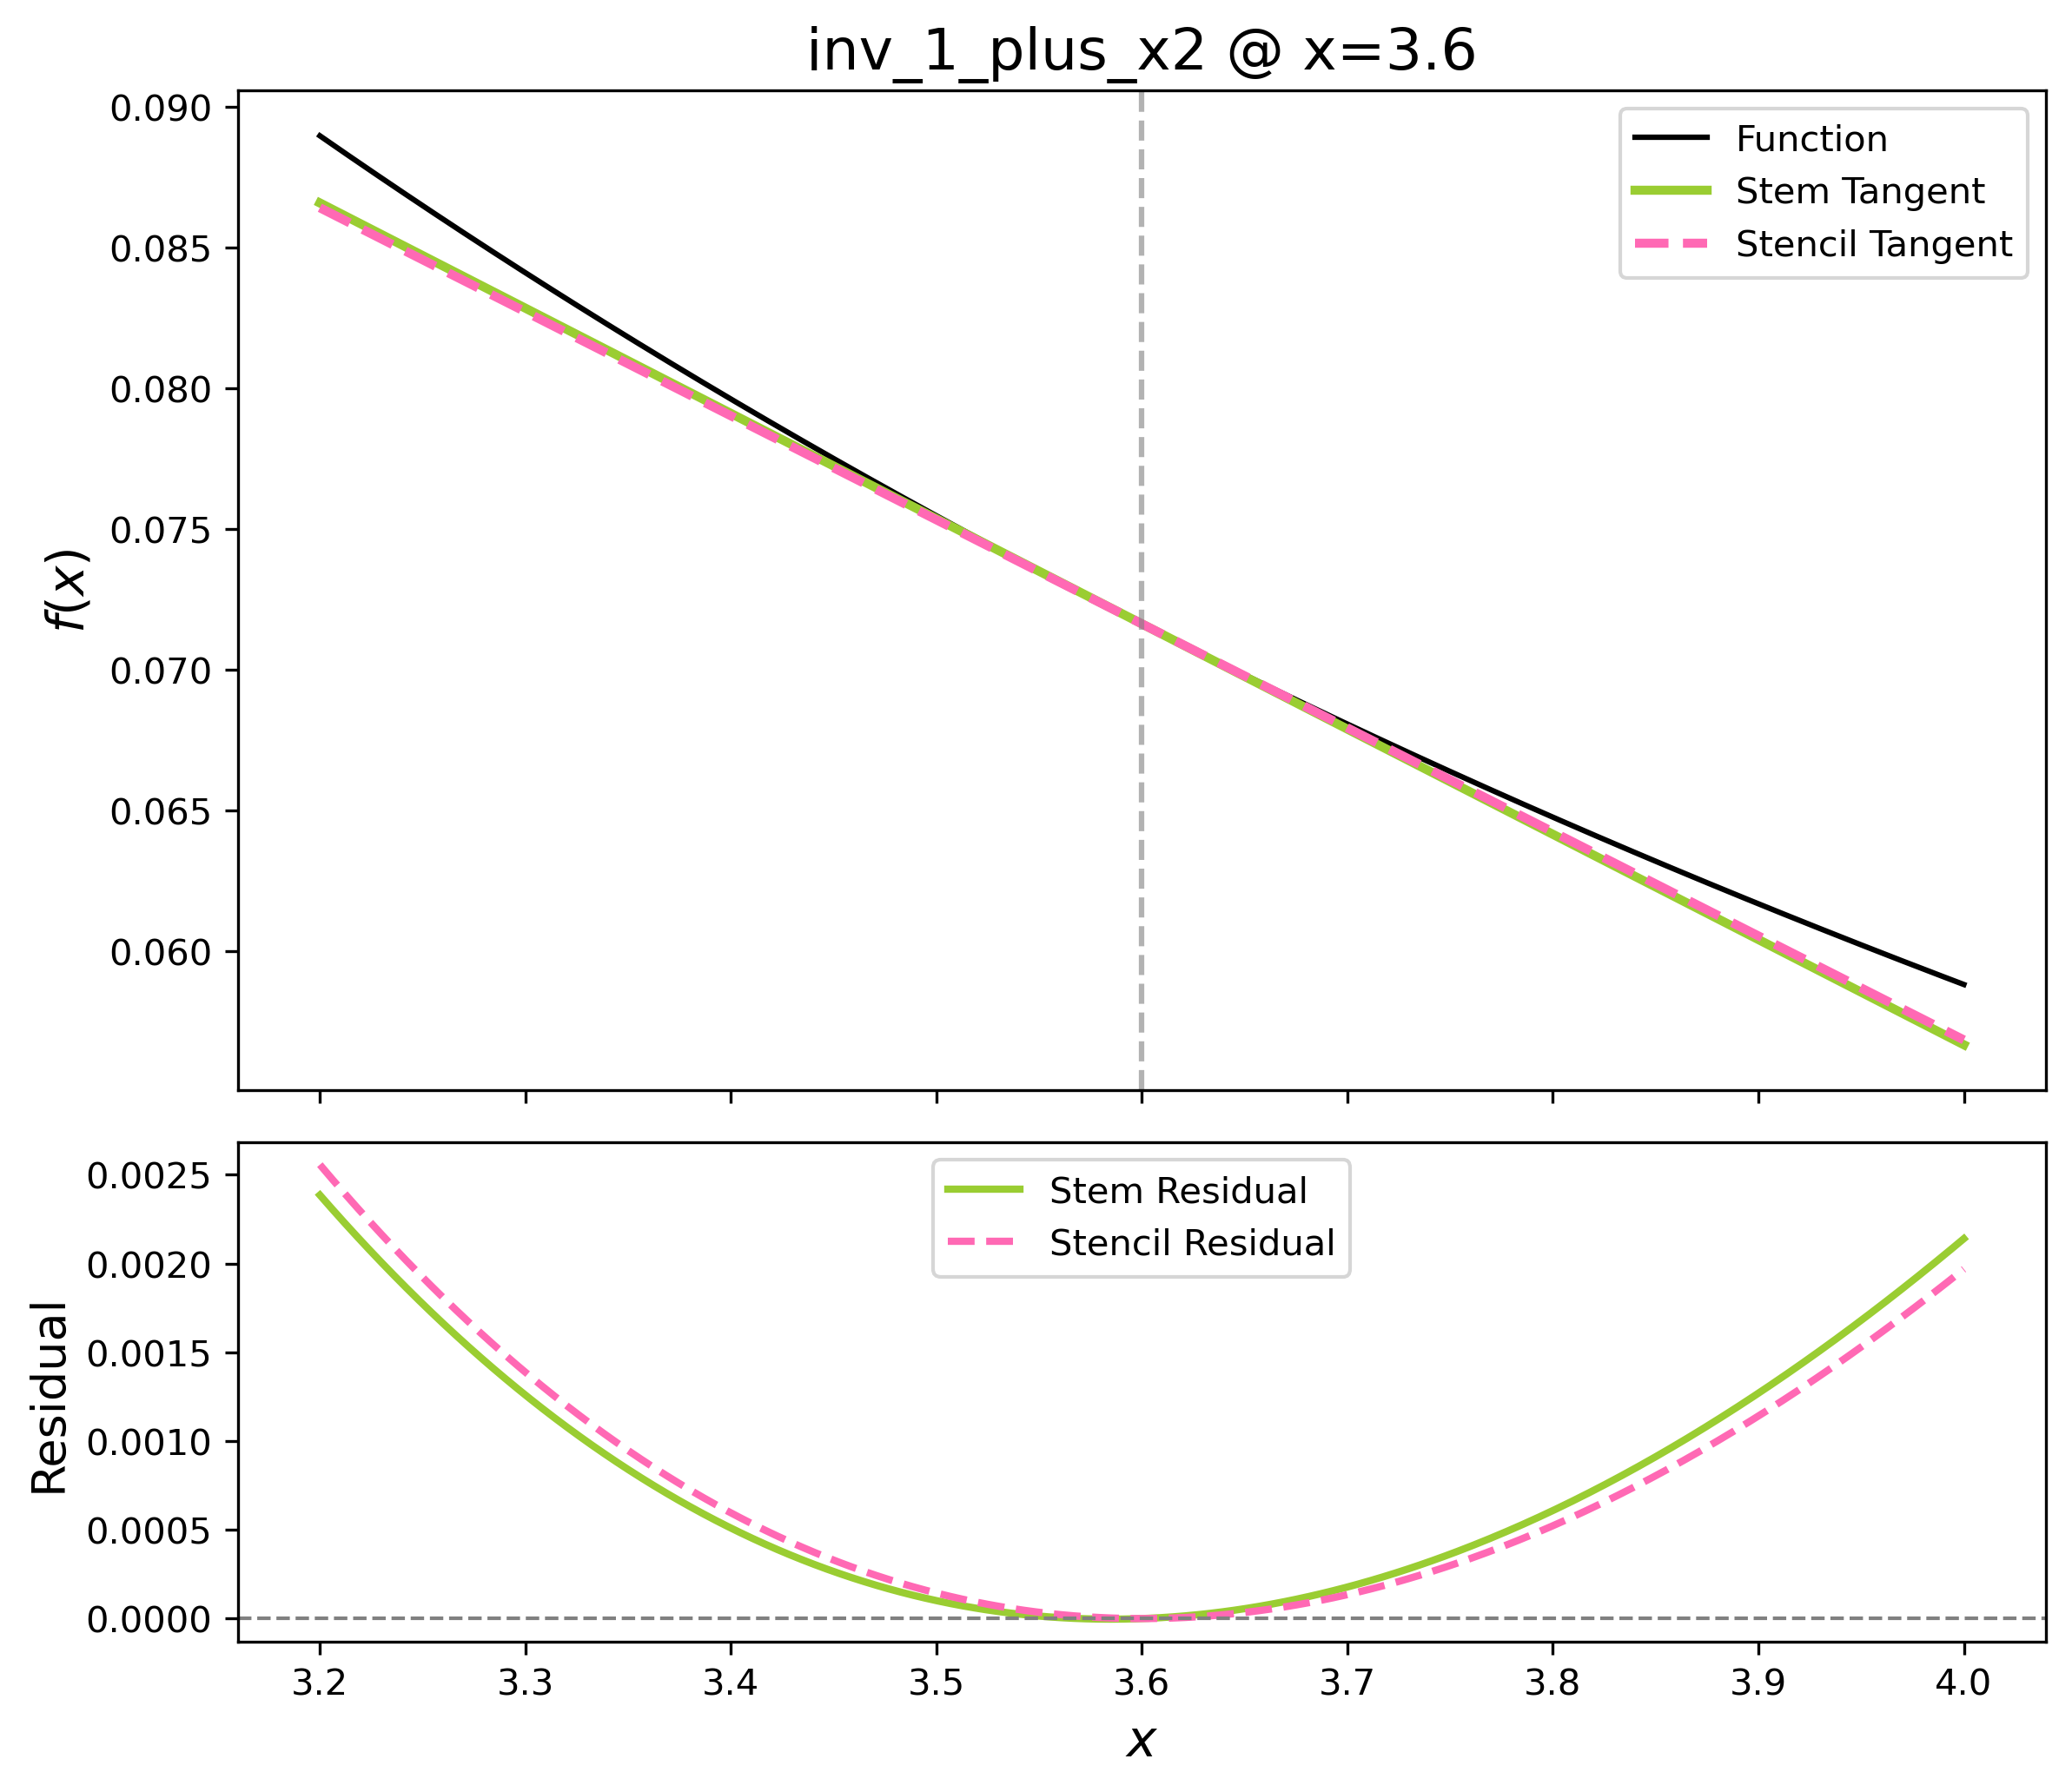 inv_1_plus_x2 @ x=3.6
0.090
0.085
0.080
0.075
0.070
0.065
0.060
f(x)
Function
Stem Tangent
Stencil Tangent
0.0025
0.0020
0.0015
0.0010
0.0005
0.0000
Residual
Stem Residual
Stencil Residual
3.2 3.3 3.4 3.5 3.6 3.7 3.8 3.9 4.0
x